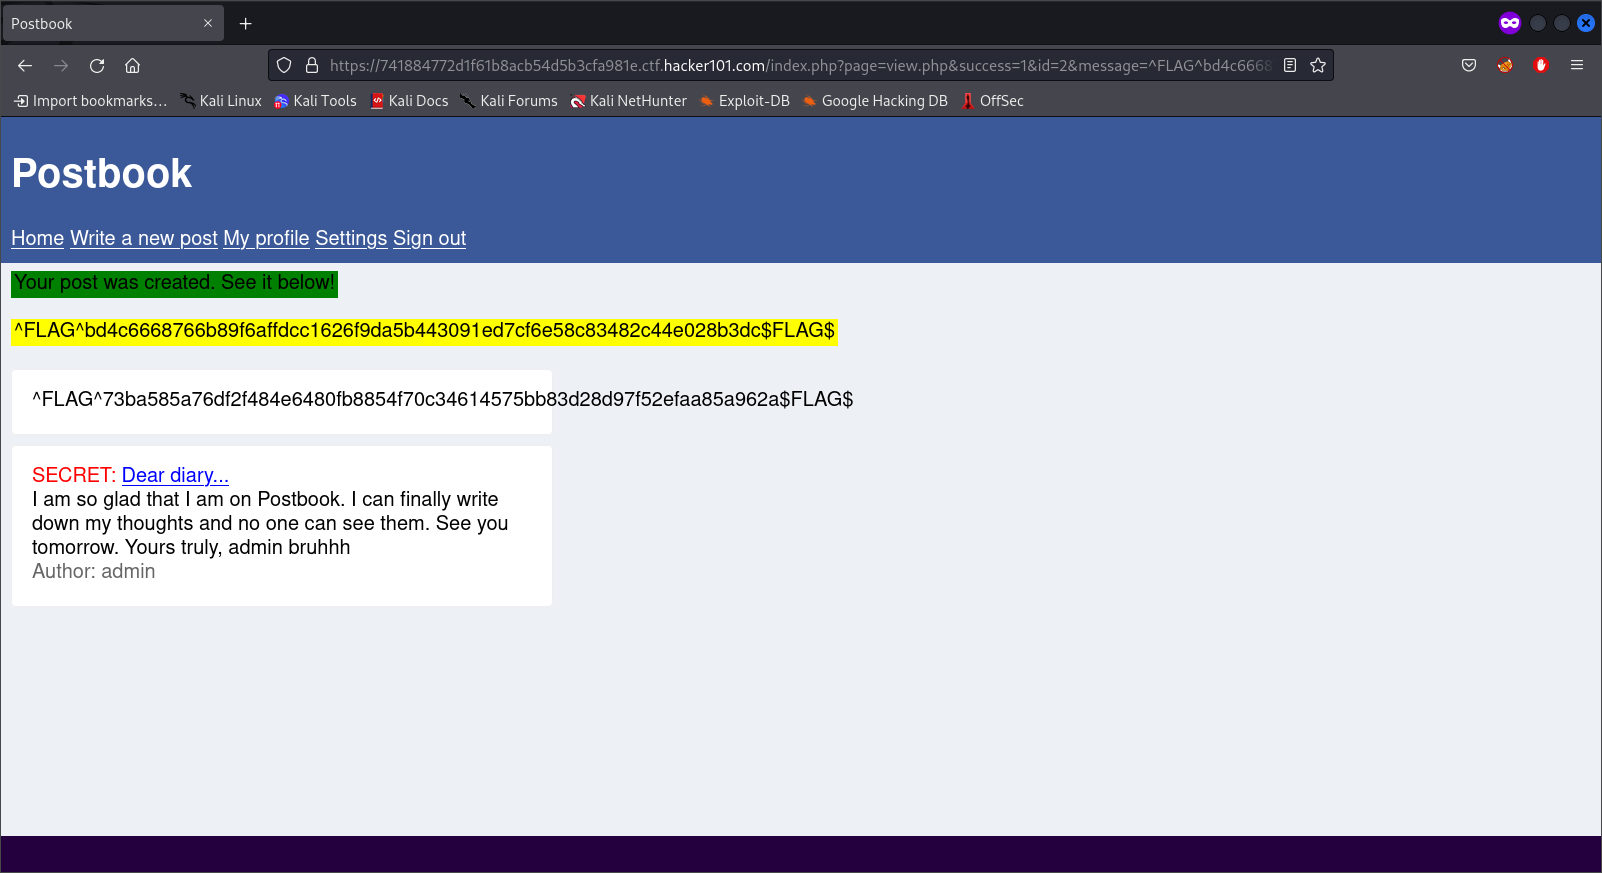 Postbook
https://741884772d1f61b8acb54d5b3cfa981e.ctf.hacker101.com/index.php?page=view.php&success=1&id=2&message=^FLAG^bd4c6668
Import bookmarks... Kali Linux Kali Tools Kali Docs Kali Forums Kali NetHunter Exploit-DB Google Hacking DB OffSec
Postbook
Home Write a new post My profile Settings Sign out
Your post was created. See it below!
^FLAG^bd4c6668766b89f6affdcc1626f9da5b443091ed7cf6e58c83482c44e028b3dc$FLAG$
^FLAG^73ba585a76df2f484e6480fb8854f70c34614575bb83d28d97f52efaa85a962a$FLAG$
SECRET: Dear diary...
I am so glad that I am on Postbook. I can finally write
down my thoughts and no one can see them. See you
tomorrow. Yours truly, admin bruhhh
Author: admin